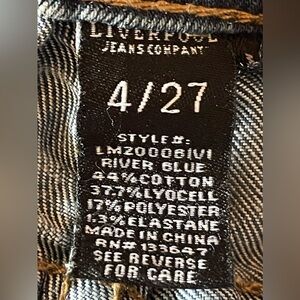 LIVERPOOL
JEANS COMPANY
4/27
STYLE#:
LM2000BIV1
RIVER BLUE
44%COTTON
37.7%LYOCELL
17%POLYESTER
1.3%ELASTANE
MADE IN CHINA
RN# 133647
SEE REVERSE
FOR CARE